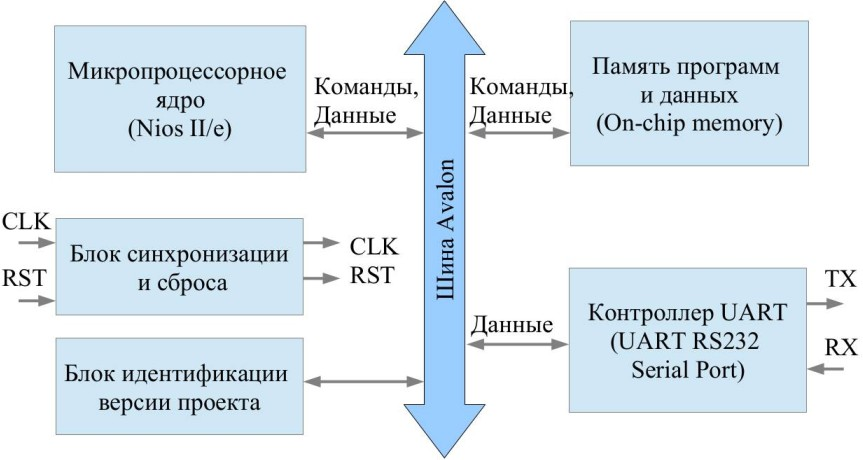 Микропроцессорное
ядро
(Nios II/e)
Команды,
Данные
Шина Avalon
Команды,
Данные
Память программ
и данных
(On-chip memory)
CLK
RST
Блок синхронизации
и сброса
CLK
RST
Данные
Контроллер UART
(UART RS232
Serial Port)
TX
RX
Блок идентификации
версии проекта